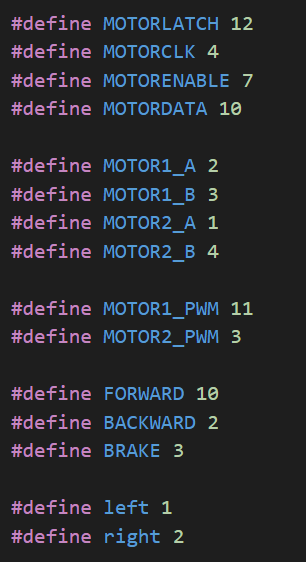 #define MOTORLATCH 12
#define MOTORCLK 4
#define MOTORENABLE 7
#define MOTORDATA 10
#define MOTOR1_A 2
#define MOTOR1_B 3
#define MOTOR2_A 1
#define MOTOR2_B 4
#define MOTOR1_PWM 11
#define MOTOR2_PWM 3
#define FORWARD 10
#define BACKWARD 2
#define BRAKE 3
#define left 1
#define right 2